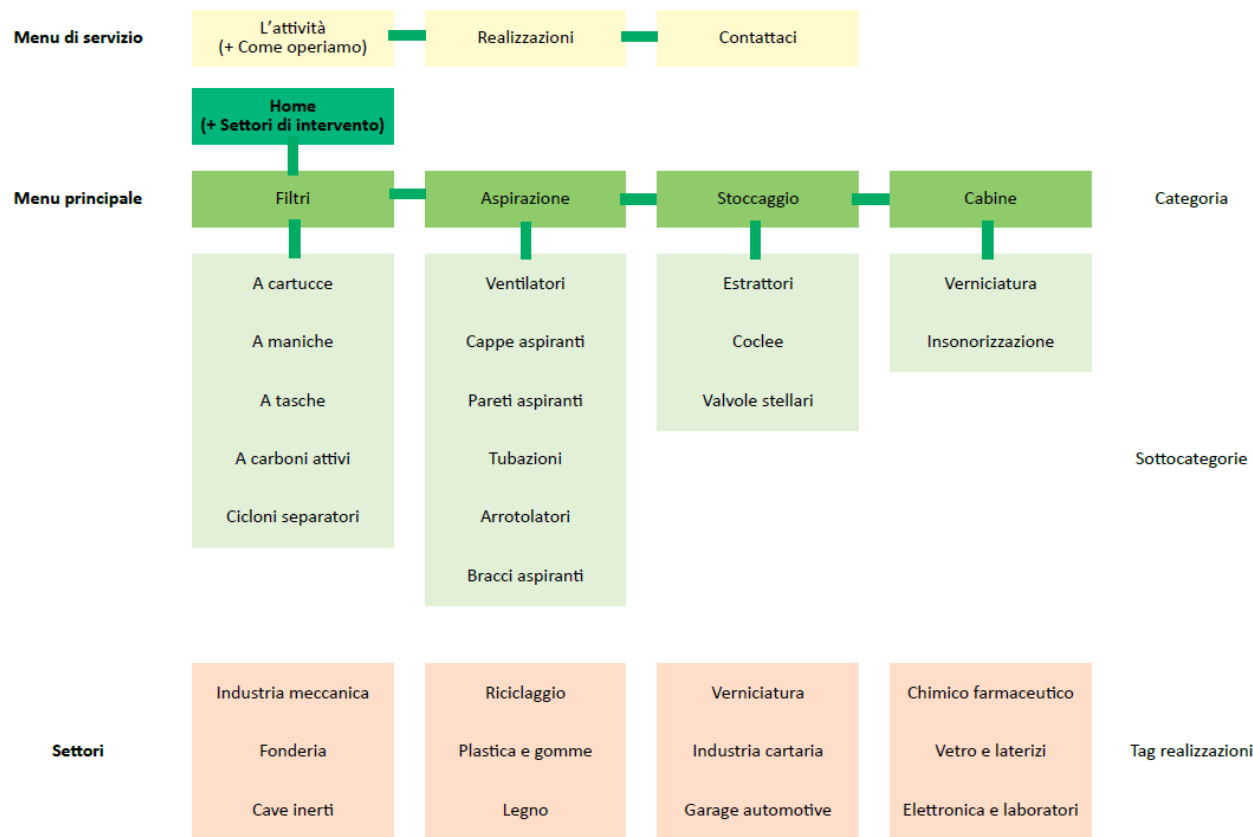 Menu di servizio
L'attività
(+ Come operiamo)
Realizzazioni
Contattaci
Home
(+ Settori di intervento)
Menu principale
Filtri
Aspirazione
Stoccaggio
Cabine
Categoria
A cartucce
Ventilatori
Estrattori
Verniciatura
A maniche
Cappe aspiranti
Coclee
Insonorizzazione
A tasche
Pareti aspiranti
Valvole stellari
A carboni attivi
Tubazioni
Sottocategorie
Cicloni separatori
Arrotolatori
Bracci aspiranti
Industria meccanica
Riciclaggio
Verniciatura
Chimico farmaceutico
Settori
Fonderia
Plastica e gomme
Industria cartaria
Vetro e laterizi
Tag realizzazioni
Cave inerti
Legno
Garage automotive
Elettronica e laboratori